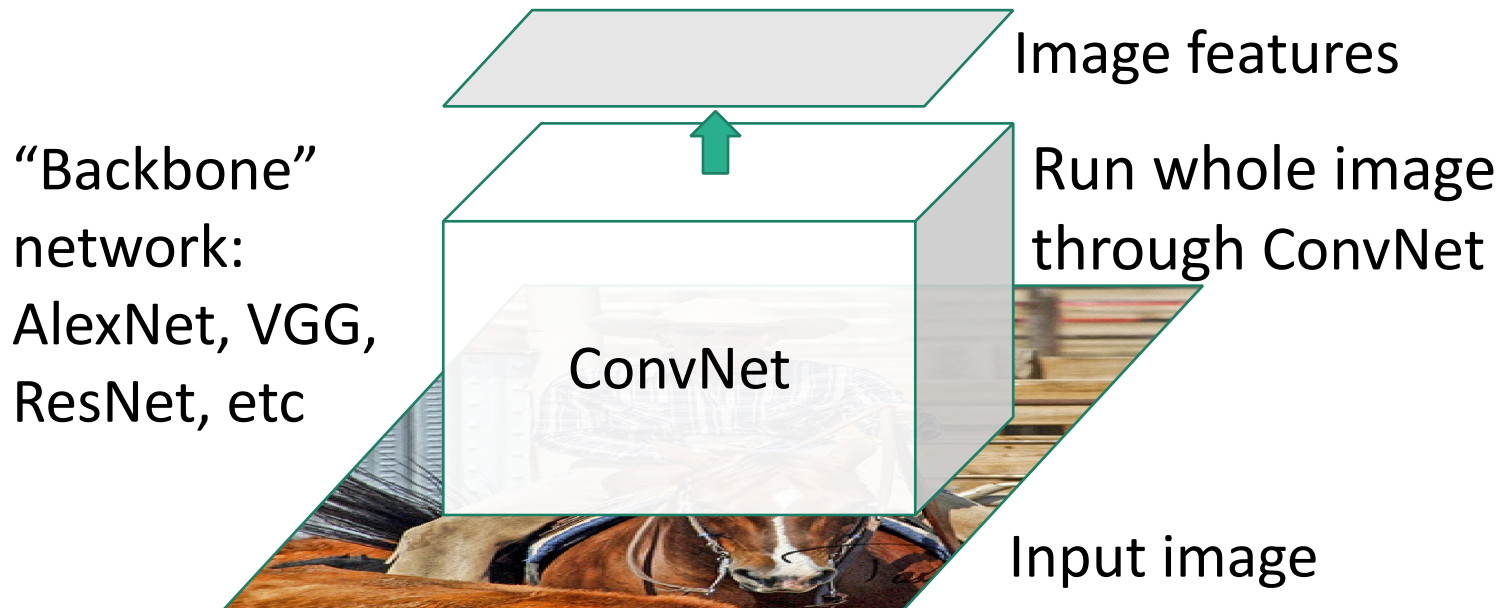 Image features
“Backbone”
network:
AlexNet, VGG,
ResNet, etc
Run whole image
through ConvNet
ConvNet
Input image